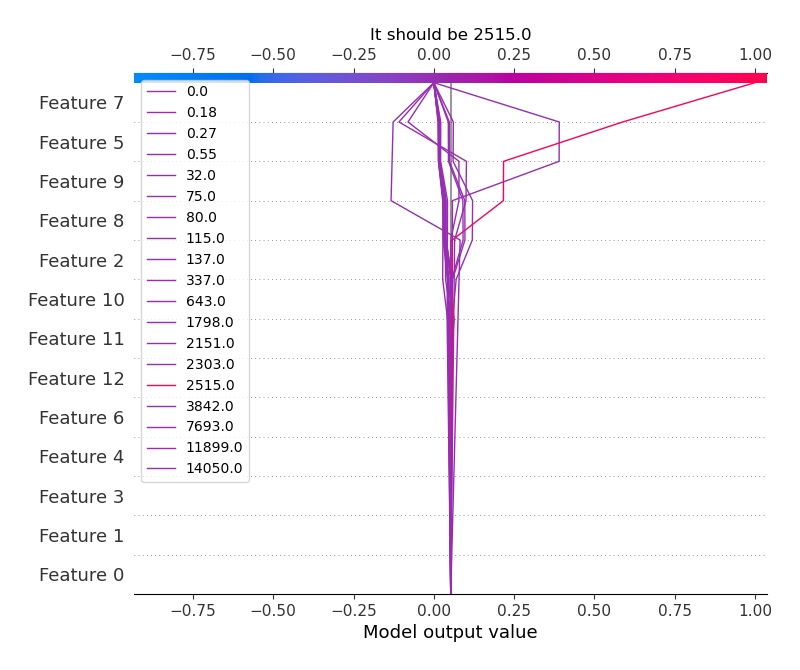 It should be 2515.0
−0.75 −0.50 −0.25 0.00 0.25 0.50 0.75 1.00
0.0
0.18
0.27
0.55
32.0
75.0
80.0
115.0
137.0
337.0
643.0
1798.0
2151.0
2303.0
2515.0
3842.0
7693.0
11899.0
14050.0
Feature 7
Feature 5
Feature 9
Feature 8
Feature 2
Feature 10
Feature 11
Feature 12
Feature 6
Feature 4
Feature 3
Feature 1
Feature 0
−0.75 −0.50 −0.25 0.00 0.25 0.50 0.75 1.00
Model output value